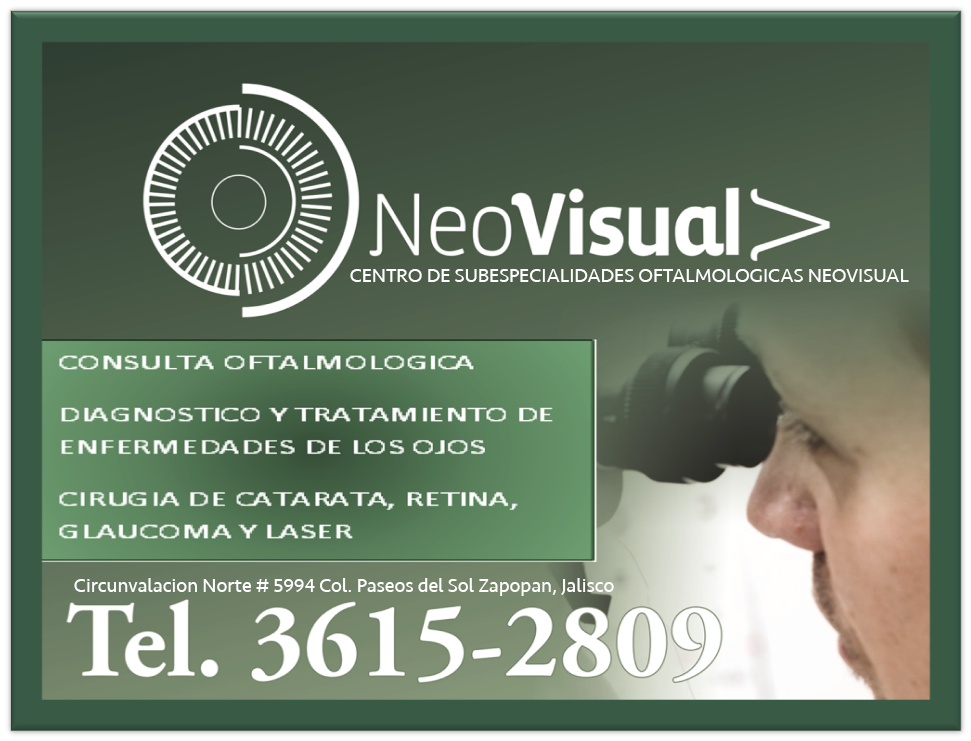 NeoVisual
CENTRO DE SUBESPECIALIDADES OFTALMOLOGICAS NEOVISUAL
CONSULTA OFTALMOLOGICA
DIAGNOSTICO Y TRATAMIENTO DE
ENFERMEDADES DE LOS OJOS
CIRUGIA DE CATARATA, RETINA,
GLAUCOMA Y LASER
Circunvalacion Norte # 5994 Col. Paseos del Sol Zapopan, Jalisco
Tel. 3615-2809